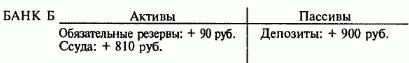 БАНК Б Активы Пассивы
Обязательные резервы: + 90 руб. Депозиты: + 900 руб.
Ссуда: + 810 руб.